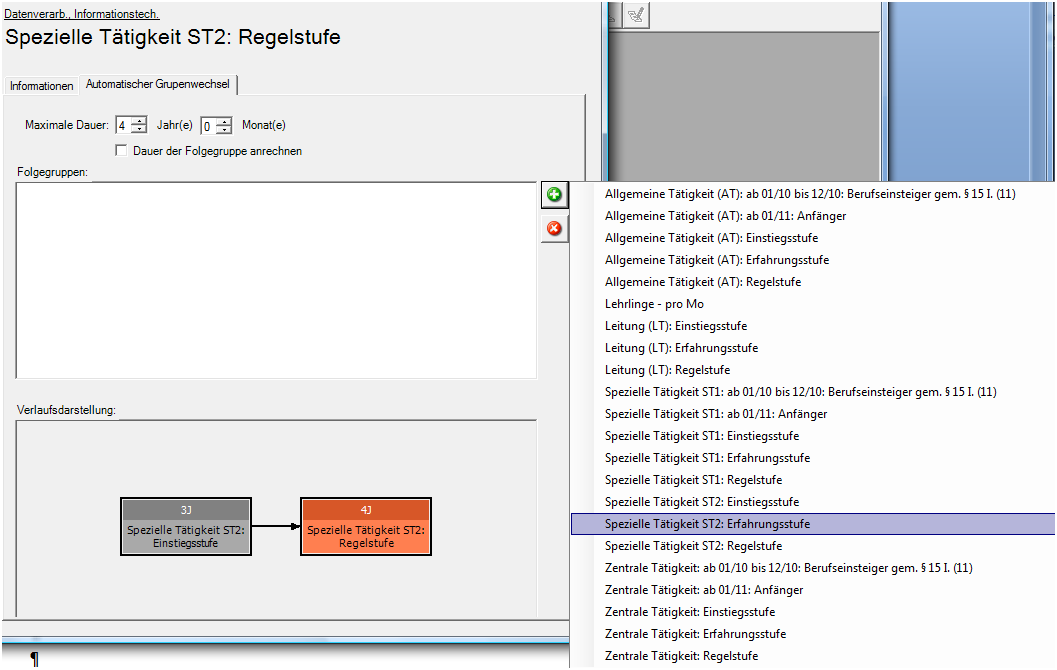 Datenverarb., Informationstech.
Spezielle Tätigkeit ST2: Regelstufe
Informationen
Automatischer Grupenwechsel
Maximale Dauer: 4 Jahr(e) 0 Monat(e)
Dauer der Folgegruppe anrechnen
Folgegruppen:
Verlaufsdarstellung:
3J
Spezielle Tätigkeit ST2:
Einstiegsstufe
4J
Spezielle Tätigkeit ST2:
Regelstufe
Allgemeine Tätigkeit (AT): ab 01/10 bis 12/10: Berufseinsteiger gem. § 15 I. (11)
Allgemeine Tätigkeit (AT): ab 01/11: Anfänger
Allgemeine Tätigkeit (AT): Einstiegsstufe
Allgemeine Tätigkeit (AT): Erfahrungsstufe
Allgemeine Tätigkeit (AT): Regelstufe
Lehrlinge - pro Mo
Leitung (LT): Einstiegsstufe
Leitung (LT): Erfahrungsstufe
Leitung (LT): Regelstufe
Spezielle Tätigkeit ST1: ab 01/10 bis 12/10: Berufseinsteiger gem. § 15 I. (11)
Spezielle Tätigkeit ST1: ab 01/11: Anfänger
Spezielle Tätigkeit ST1: Einstiegsstufe
Spezielle Tätigkeit ST1: Erfahrungsstufe
Spezielle Tätigkeit ST1: Regelstufe
Spezielle Tätigkeit ST2: Einstiegsstufe
Spezielle Tätigkeit ST2: Erfahrungsstufe
Spezielle Tätigkeit ST2: Regelstufe
Zentrale Tätigkeit: ab 01/10 bis 12/10: Berufseinsteiger gem. § 15 I. (11)
Zentrale Tätigkeit: ab 01/11: Anfänger
Zentrale Tätigkeit: Einstiegsstufe
Zentrale Tätigkeit: Erfahrungsstufe
Zentrale Tätigkeit: Regelstufe
¶